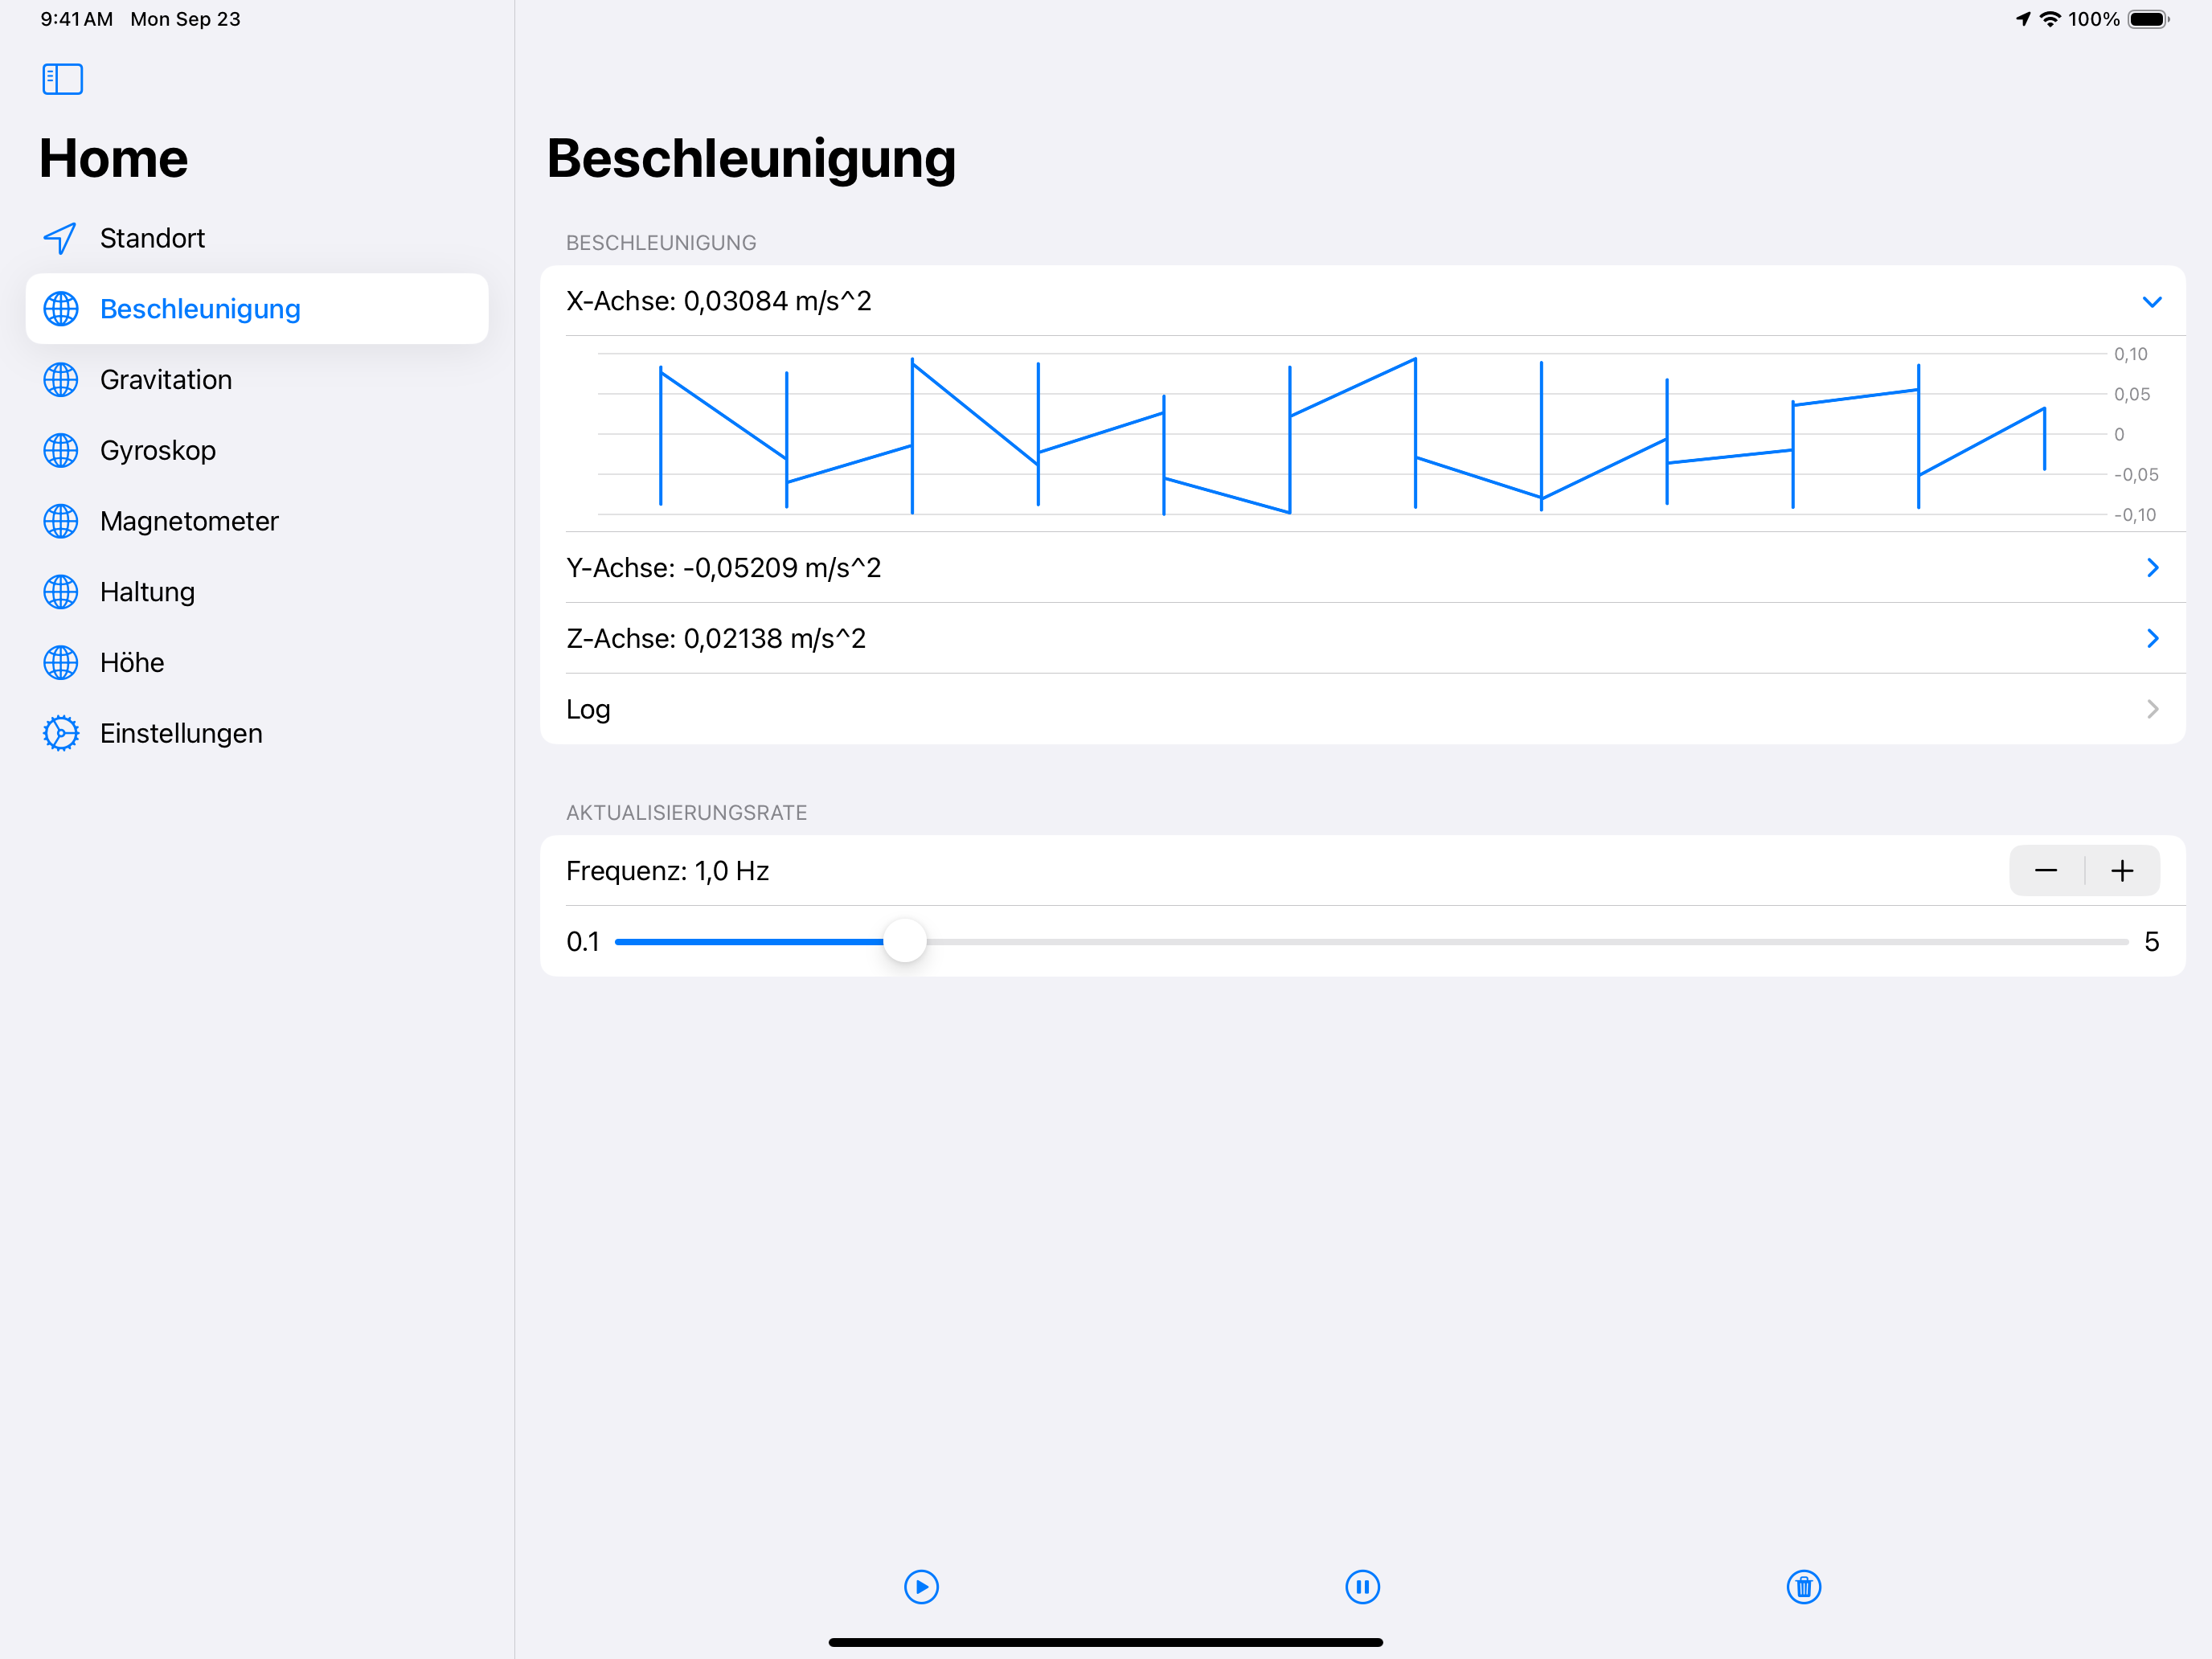 9:41 AM Mon Sep 23
100%
Home
Standort
Beschleunigung
Gravitation
Gyroskop
Magnetometer
Haltung
Höhe
Einstellungen
Beschleunigung
BESCHLEUNIGUNG
X-Achse: 0,03084 m/s^2
0,10
0,05
0
-0,05
-0,10
Y-Achse: -0,05209 m/s^2
Z-Achse: 0,02138 m/s^2
Log
AKTUALISIERUNGSRATE
Frequenz: 1,0 Hz
0.1
5